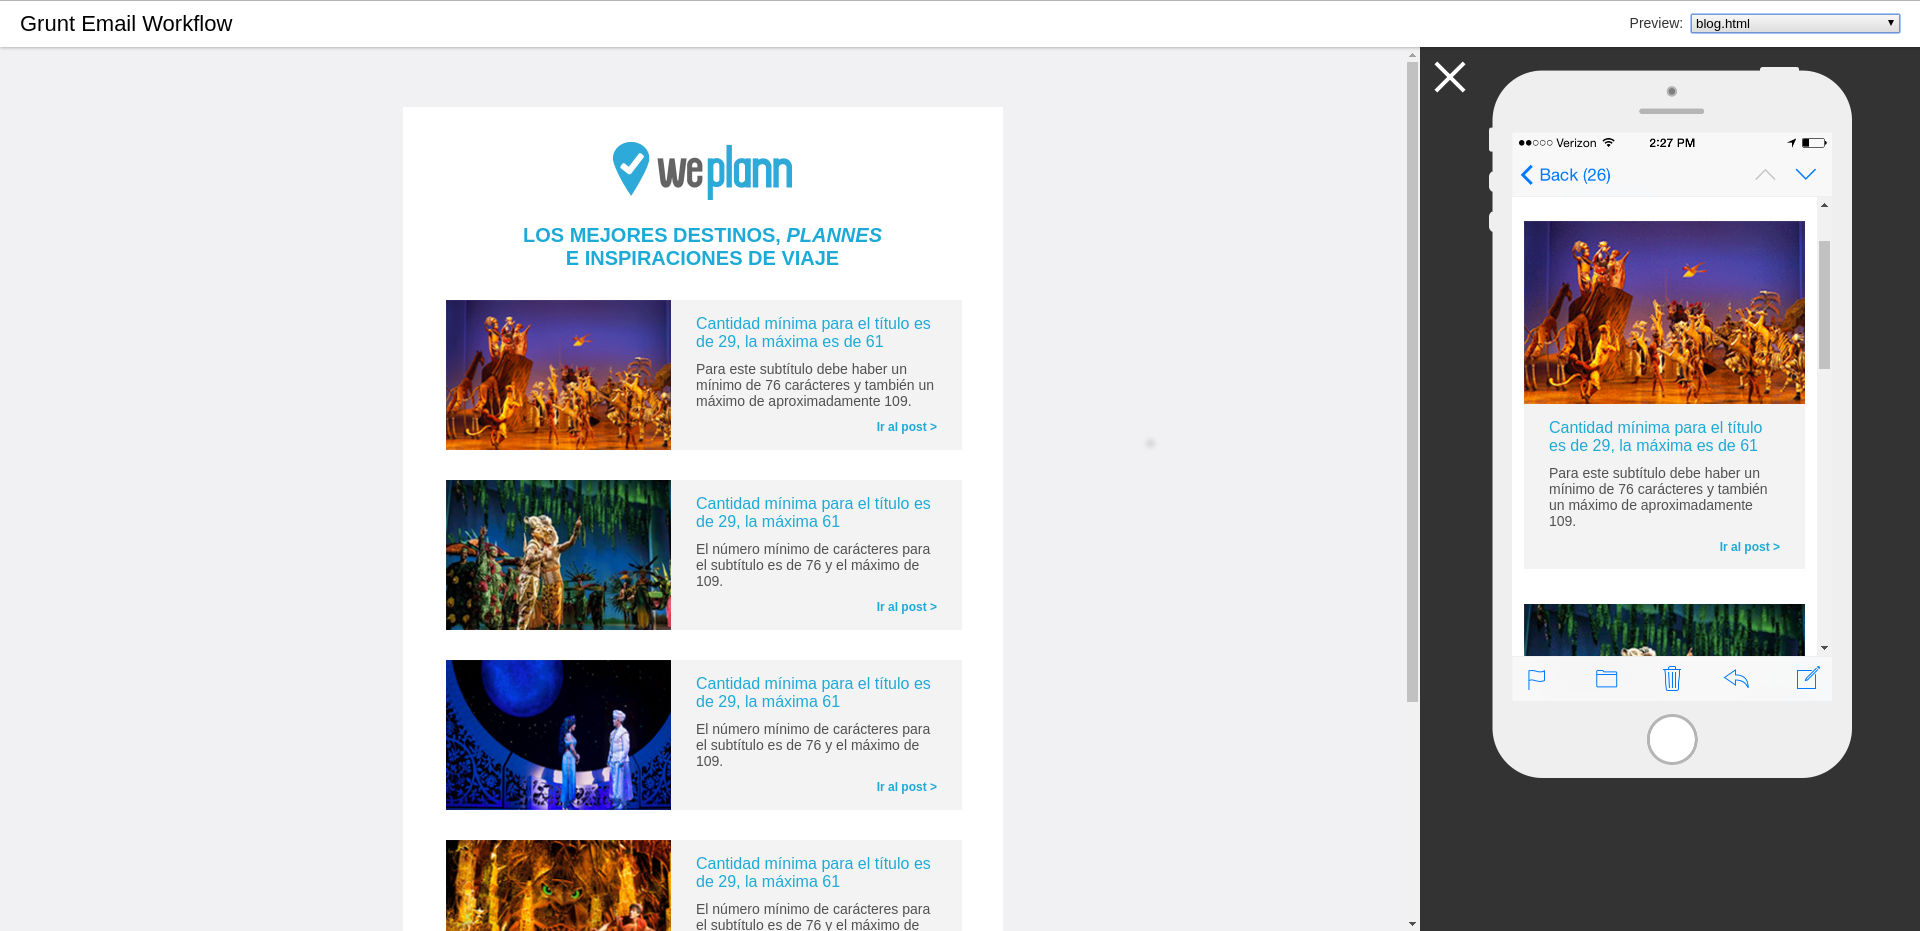 Grunt Email Workflow
Preview: blog.html
weplann
LOS MEJORES DESTINOS, PLANNES
E INSPIRACIONES DE VIAJE
Cantidad mínima para el título es
de 29, la máxima es de 61
Para este subtítulo debe haber un
mínimo de 76 carácteres y también un
máximo de aproximadamente 109.
Ir al post >
Cantidad mínima para el título es
de 29, la máxima 61
El número mínimo de carácteres para
el subtítulo es de 76 y el máximo de
109.
Ir al post >
Cantidad mínima para el título es
de 29, la máxima 61
El número mínimo de carácteres para
el subtítulo es de 76 y el máximo de
109.
Ir al post >
Cantidad mínima para el título es
de 29, la máxima 61
El número mínimo de carácteres para
el subtítulo es de 76 y el máximo de
Verizon 2:27 PM
Back (26)
Cantidad mínima para el título
es de 29, la máxima es de 61
Para este subtítulo debe haber un
mínimo de 76 carácteres y también
un máximo de aproximadamente
109.
Ir al post >